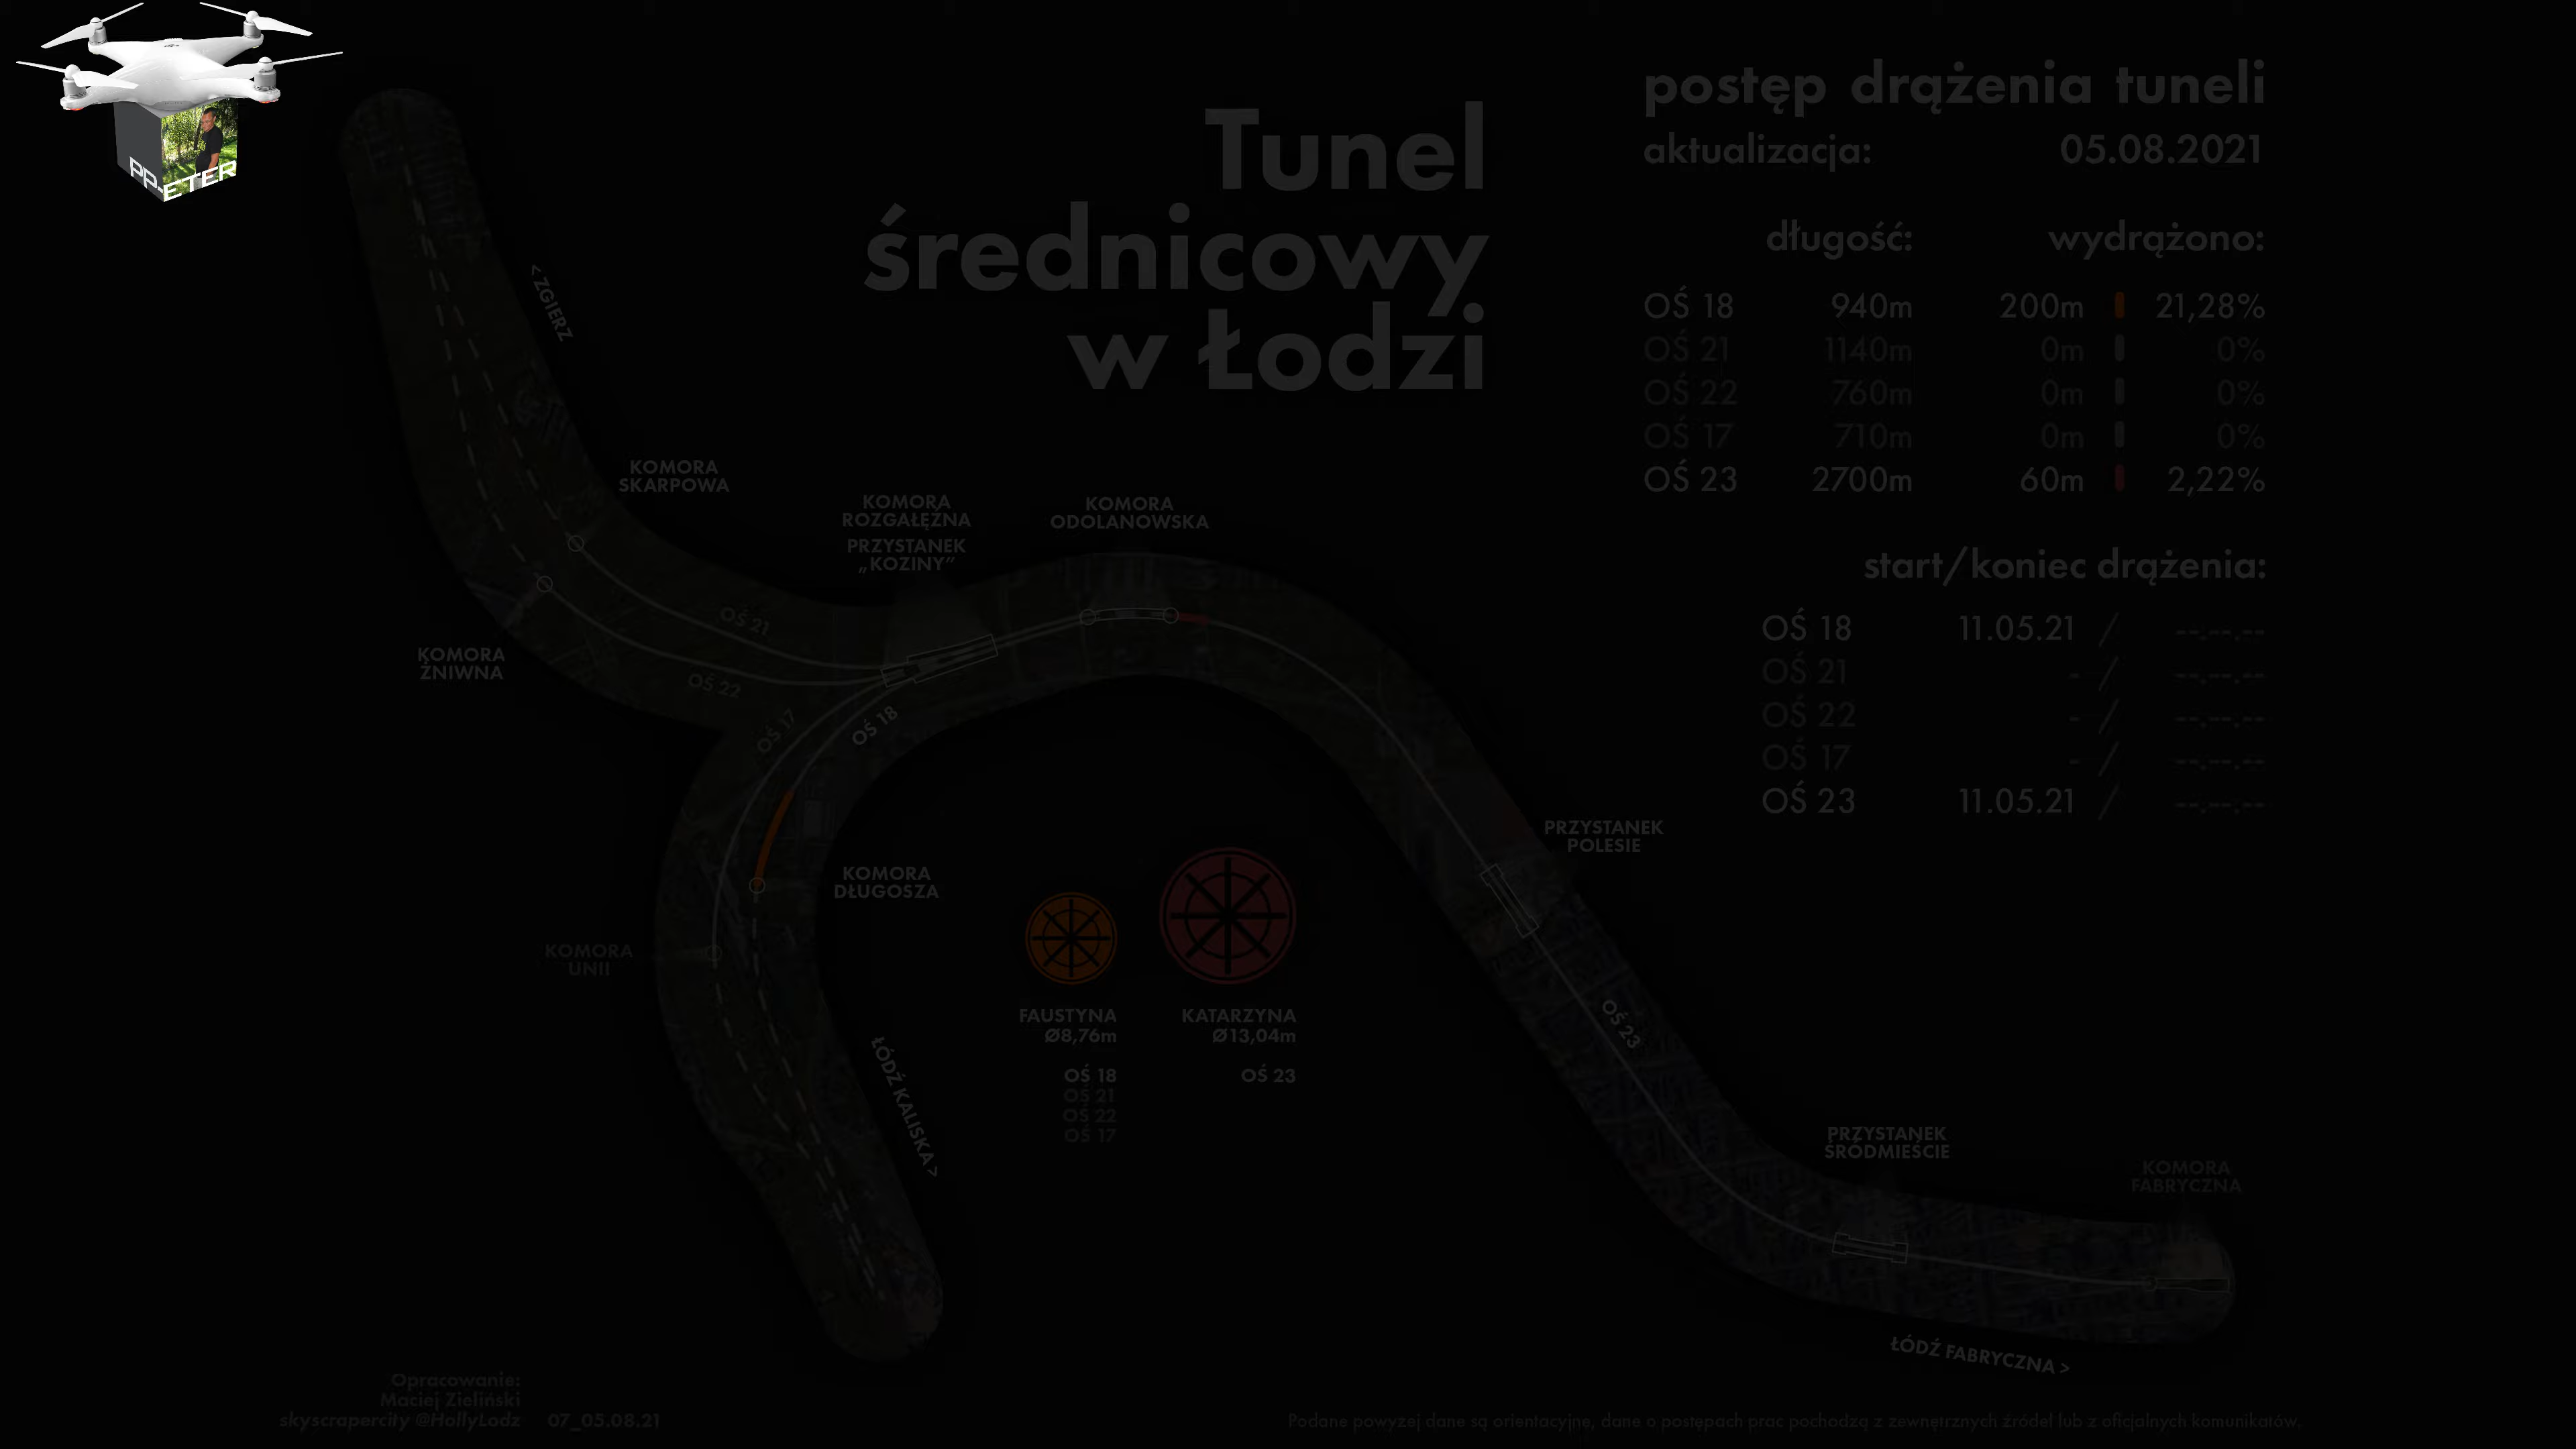 PP-ETER
Tunel
średnicowy
w Łodzi
postęp drążenia tuneli
aktualizacja: 05.08.2021
długość: wydrążono:
OŚ 18 940m 200m 21,28%
OŚ 21 1140m 0m 0%
OŚ 22 760m 0m 0%
OŚ 17 710m 0m 0%
OŚ 23 2700m 60m 2,22%
start/koniec drążenia:
OŚ 18 11.05.21 / --.--.--
OŚ 21 - / --.--.--
OŚ 22 - / --.--.--
OŚ 17 - / --.--.--
OŚ 23 11.05.21 / --.--.--
< ZGIERZ
KOMORA
SKARPOWA
KOMORA
ROZGAŁĘŹNA
PRZYSTANEK
„KOZINY”
KOMORA
ODOLANOWSKA
KOMORA
ŻNIWNA
OŚ 21
OŚ 22
OŚ 17
OŚ 18
KOMORA
DŁUGOSZA
KOMORA
UNII
ŁÓDŹ KALISKA >
FAUSTYNA
Ø8,76m
OŚ 18
OŚ 21
OŚ 22
OŚ 17
KATARZYNA
Ø13,04m
OŚ 23
PRZYSTANEK
POLESIE
OŚ 23
PRZYSTANEK
ŚRÓDMIEŚCIE
KOMORA
FABRYCZNA
ŁÓDŹ FABRYCZNA >
Opracowanie:
Maciej Zieliński
skyscrapercity @HollyLodz 07_05.08.21
Podane powyżej dane są orientacyjne, dane o postępach prac pochodzą z zewnętrznych źródeł lub z oficjalnych komunikatów.